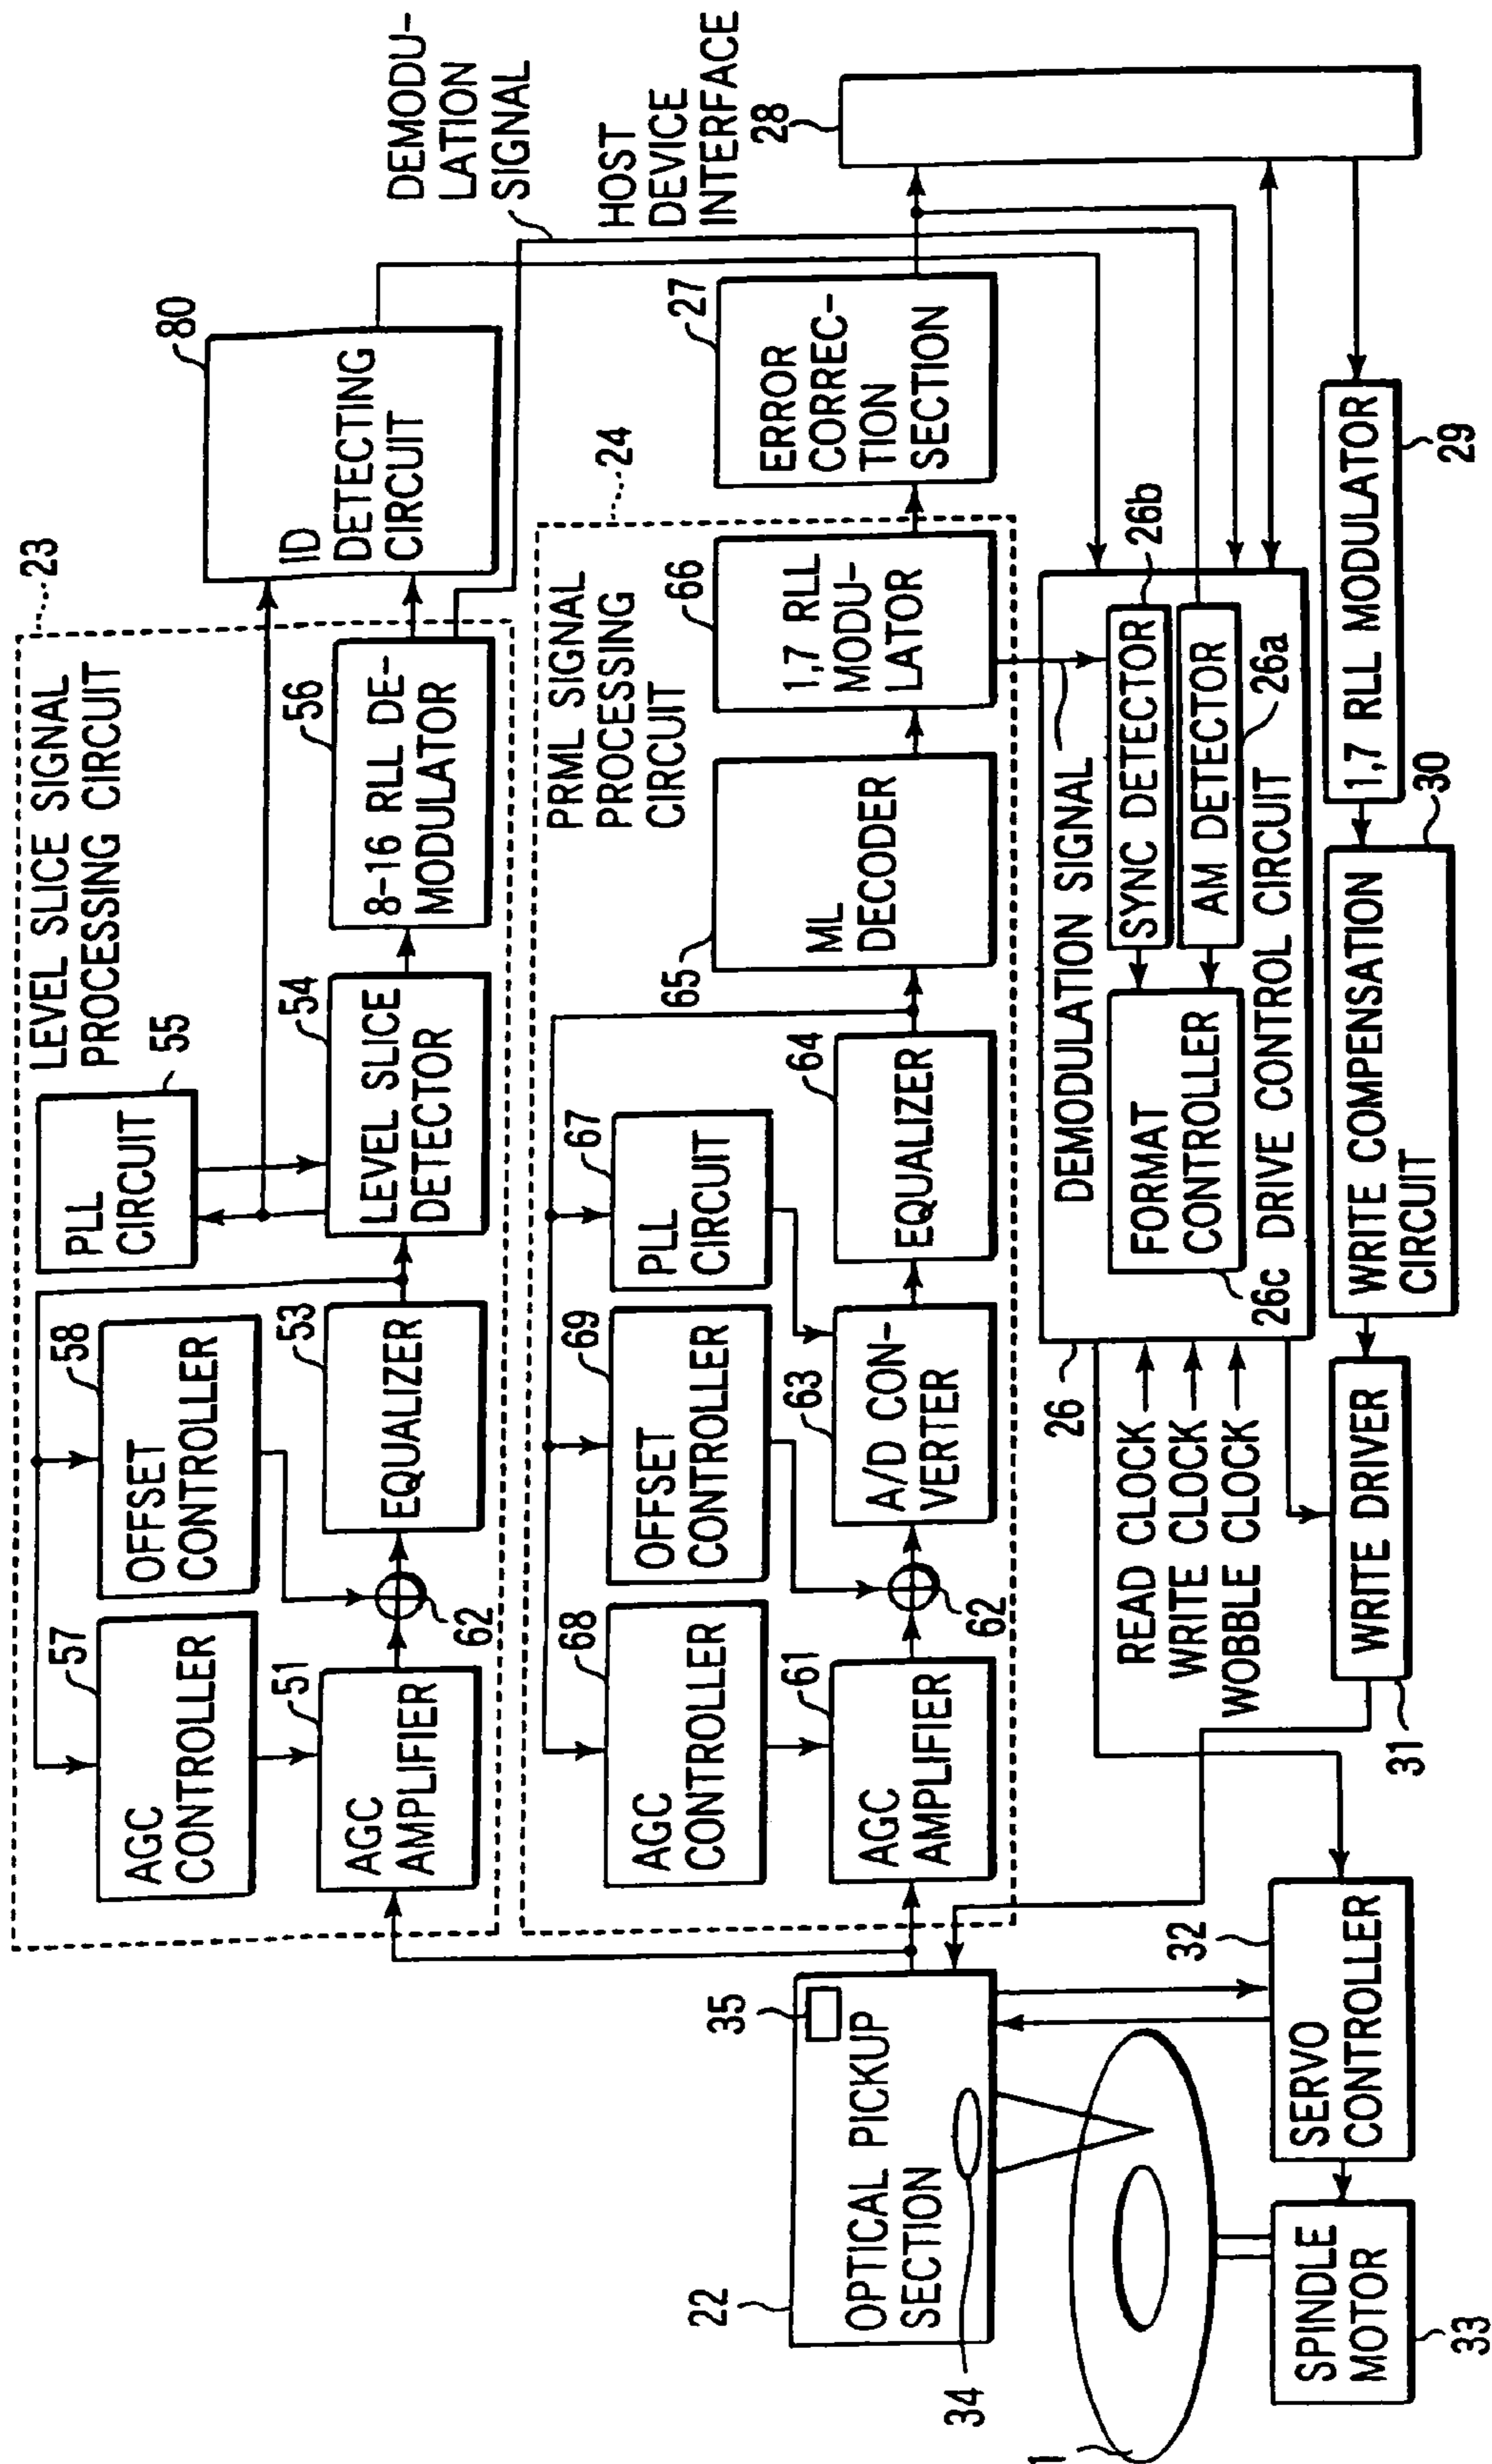 LEVEL SLICE SIGNAL
PROCESSING CIRCUIT
23
57
AGC
CONTROLLER
58
OFFSET
CONTROLLER
PLL
CIRCUIT
55
80
ID
DETECTING
CIRCUIT
51
AGC
AMPLIFIER
62
53
EQUALIZER
54
LEVEL SLICE
DETECTOR
56
8-16 RLL DE-
MODULATOR
DEMODU-
LATION
SIGNAL
PRML SIGNAL
PROCESSING
CIRCUIT
24
68
AGC
CONTROLLER
69
OFFSET
CONTROLLER
67
PLL
CIRCUIT
HOST
DEVICE
INTERFACE
28
22
35
OPTICAL PICKUP
SECTION
34
61
AGC
AMPLIFIER
62
63
A/D CON-
VERTER
64
EQUALIZER
65
ML
DECODER
66
1,7 RLL
MODU-
LATOR
27
ERROR
CORREC-
TION
SECTION
1
26
DEMODULATION SIGNAL
FORMAT
CONTROLLER
26c
SYNC DETECTOR
26b
AM DETECTOR
26a
DRIVE CONTROL CIRCUIT
READ CLOCK
WRITE CLOCK
WOBBLE CLOCK
SPINDLE
MOTOR
33
32
SERVO
CONTROLLER
31
WRITE DRIVER
WRITE COMPENSATION
CIRCUIT
30
1,7 RLL MODULATOR
29